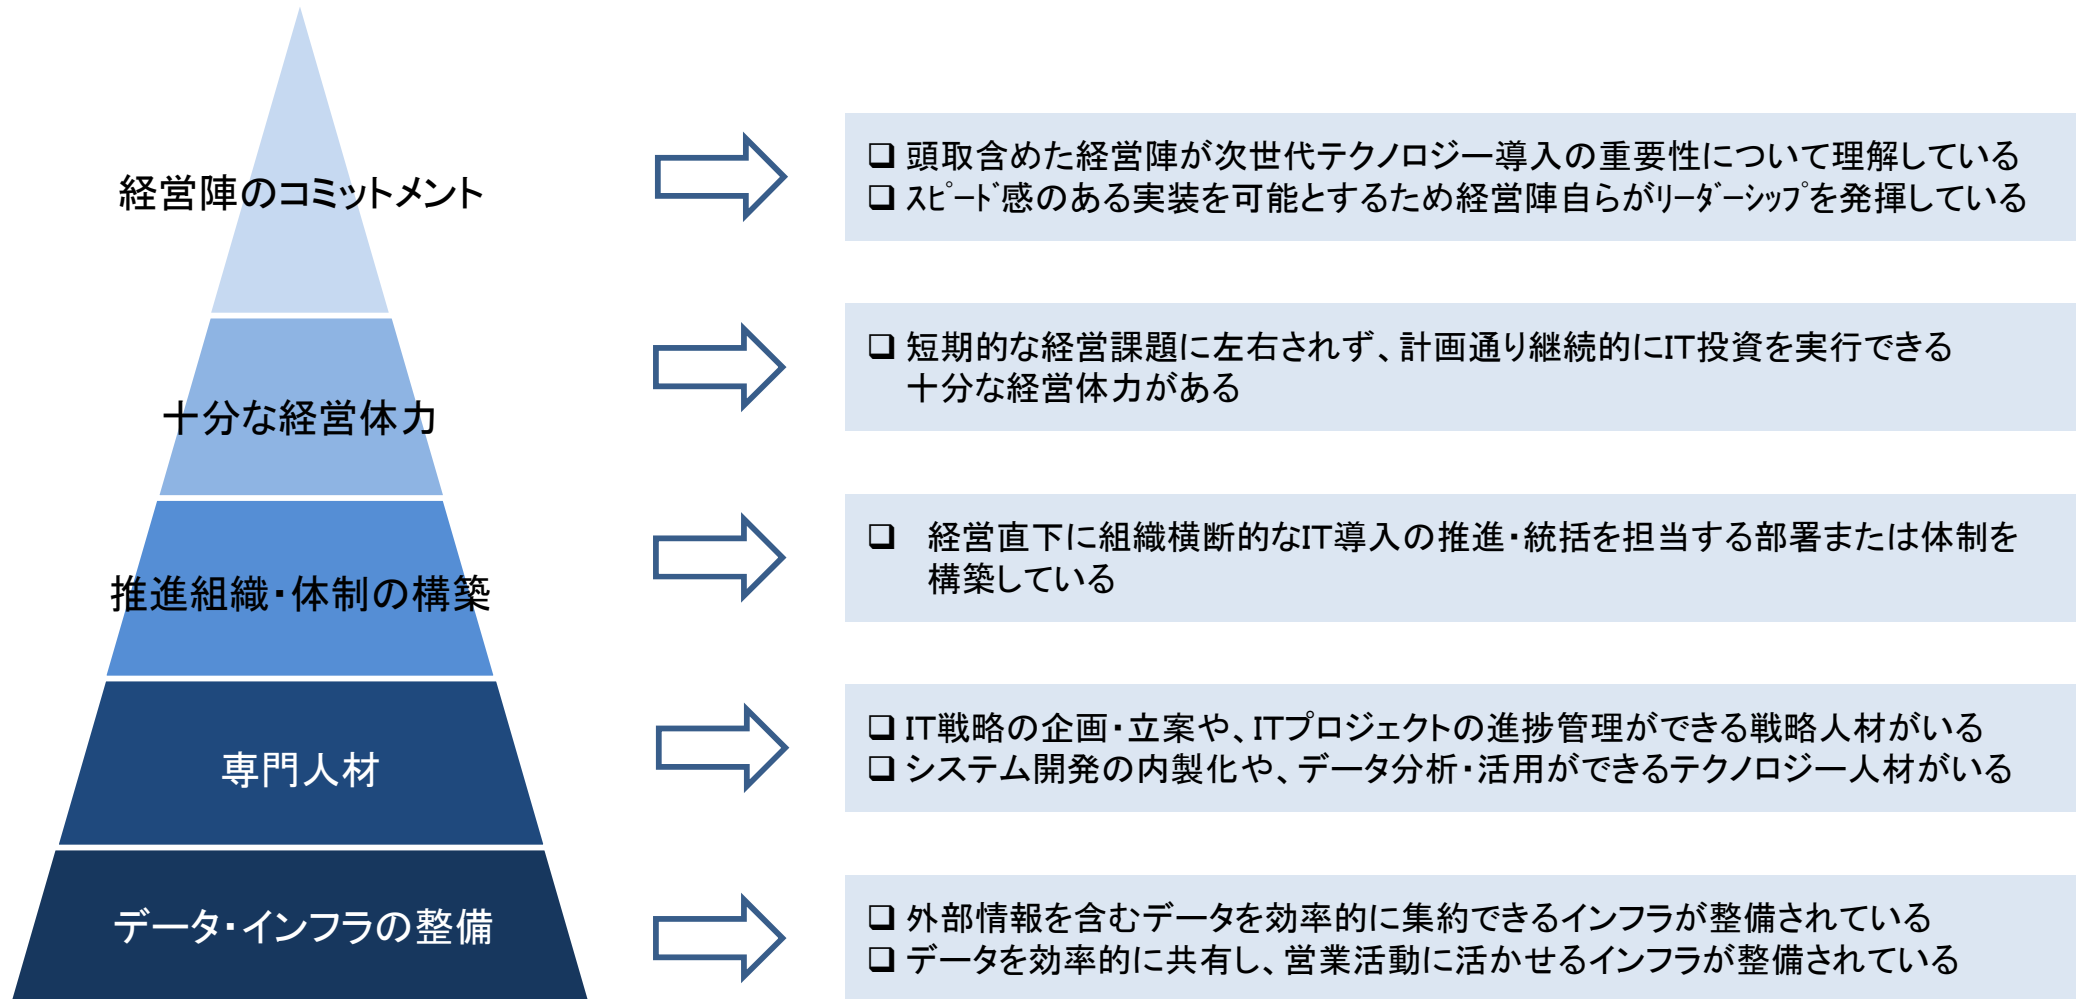 経営陣のコミットメント
❑ 頭取含めた経営陣が次世代テクノロジー導入の重要性について理解している
❑ ｽﾋﾟｰﾄﾞ感のある実装を可能とするため経営陣自らがﾘｰﾀﾞｰｼｯﾌﾟを発揮している
十分な経営体力
❑ 短期的な経営課題に左右されず、計画通り継続的にIT投資を実行できる
十分な経営体力がある
推進組織・体制の構築
❑ 経営直下に組織横断的なIT導入の推進・統括を担当する部署または体制を
構築している
専門人材
❑ IT戦略の企画・立案や、ITプロジェクトの進捗管理ができる戦略人材がいる
❑ システム開発の内製化や、データ分析・活用ができるテクノロジー人材がいる
データ・インフラの整備
❑ 外部情報を含むデータを効率的に集約できるインフラが整備されている
❑ データを効率的に共有し、営業活動に活かせるインフラが整備されている